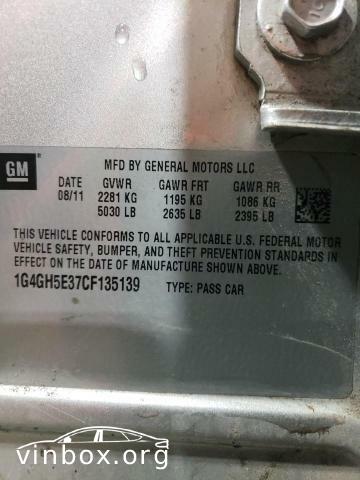 GM
MFD BY GENERAL MOTORS LLC
DATE GVWR GAWR FRT GAWR RR
08/11 2281 KG 1195 KG 1086 KG
5030 LB 2635 LB 2395 LB
THIS VEHICLE CONFORMS TO ALL APPLICABLE U.S. FEDERAL MOTOR
VEHICLE SAFETY, BUMPER, AND THEFT PREVENTION STANDARDS IN
EFFECT ON THE DATE OF MANUFACTURE SHOWN ABOVE.
1G4GH5E37CF135139 TYPE: PASS CAR
vinbox.org